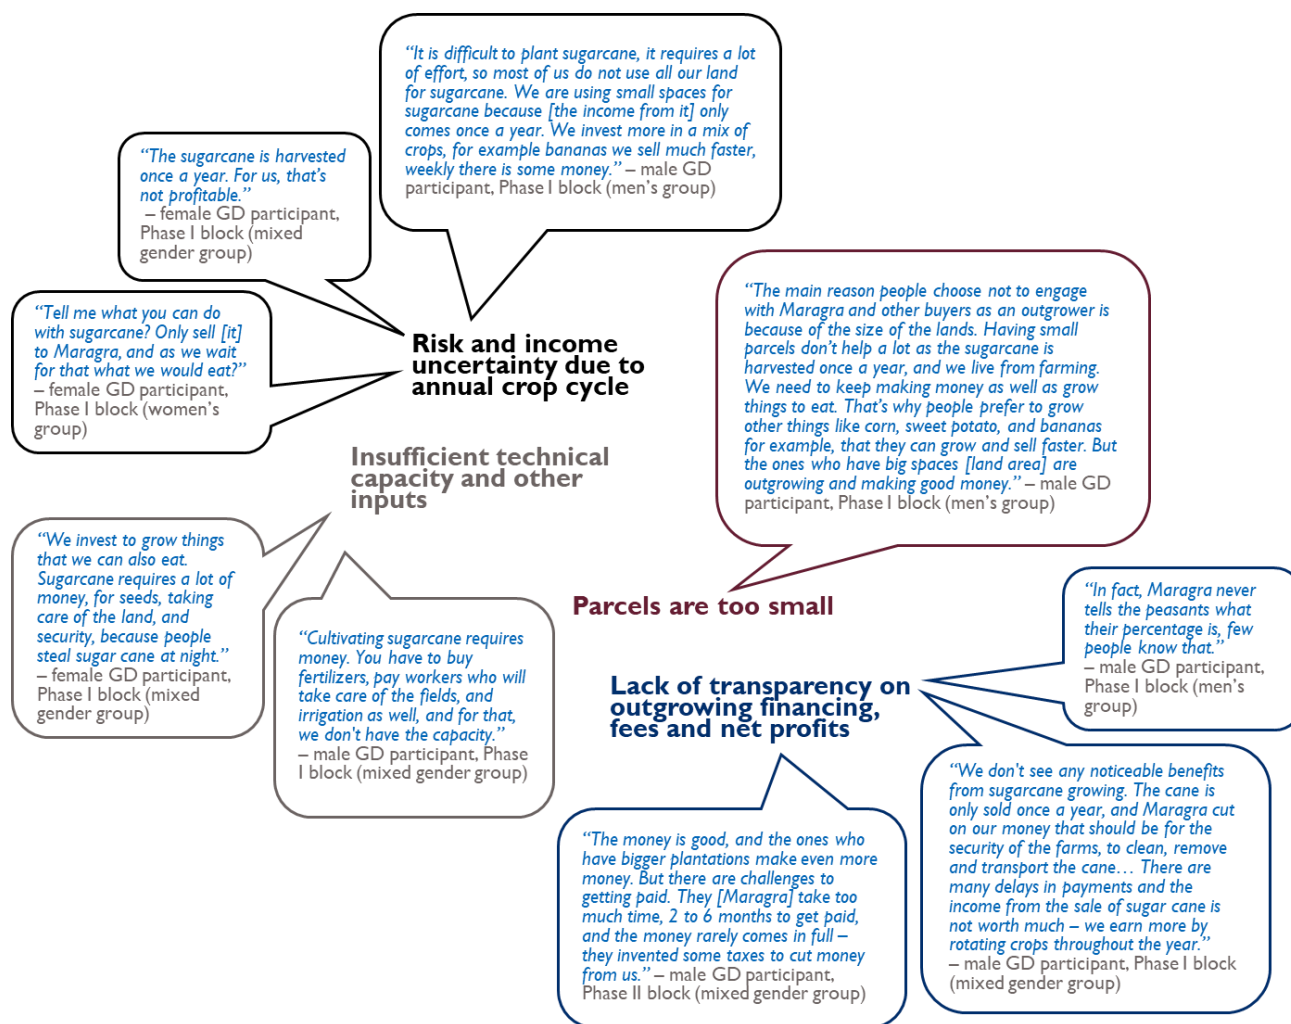 “It is difficult to plant sugarcane, it requires a lot
of effort, so most of us do not use all our land
for sugarcane. We are using small spaces for
sugarcane because [the income from it] only
comes once a year. We invest more in a mix of
crops, for example bananas we sell much faster,
weekly there is some money.” – male GD
participant, Phase I block (men’s group)
“The sugarcane is harvested
once a year. For us, that’s
not profitable.”
– female GD participant,
Phase I block (mixed
gender group)
“Tell me what you can do
with sugarcane? Only sell [it]
to Maragra, and as we wait
for that what we would eat?”
– female GD participant,
Phase I block (women’s
group)
Risk and income
uncertainty due to
annual crop cycle
“The main reason people choose not to engage
with Maragra and other buyers as an outgrower is
because of the size of the lands. Having small
parcels don’t help a lot as the sugarcane is
harvested once a year, and we live from farming.
We need to keep making money as well as grow
things to eat. That’s why people prefer to grow
other things like corn, sweet potato, and bananas
for example, that they can grow and sell faster. But
the ones who have big spaces [land area] are
outgrowing and making good money.” – male GD
participant, Phase I block (men’s group)
Insufficient technical
capacity and other
inputs
“We invest to grow things
that we can also eat.
Sugarcane requires a lot of
money, for seeds, taking
care of the land, and
security, because people
steal sugar cane at night.”
– female GD participant,
Phase I block (mixed
gender group)
“Cultivating sugarcane requires
money. You have to buy
fertilizers, pay workers who will
take care of the fields, and
irrigation as well, and for that,
we don't have the capacity.”
– male GD participant, Phase
I block (mixed gender group)
Parcels are too small
“In fact, Maragra never
tells the peasants what
their percentage is, few
people know that.”
– male GD participant,
Phase I block (men’s
group)
Lack of transparency on
outgrowing financing,
fees and net profits
“We don't see any noticeable benefits
from sugarcane growing. The cane is
only sold once a year, and Maragra cut
on our money that should be for the
security of the farms, to clean, remove
and transport the cane… There are
many delays in payments and the
income from the sale of sugar cane is
not worth much – we earn more by
rotating crops throughout the year.”
– male GD participant, Phase I block
(mixed gender group)
“The money is good, and the ones who
have bigger plantations make even more
money. But there are challenges to
getting paid. They [Maragra] take too
much time, 2 to 6 months to get paid,
and the money rarely comes in full –
they invented some taxes to cut money
from us.” – male GD participant,
Phase II block (mixed gender group)